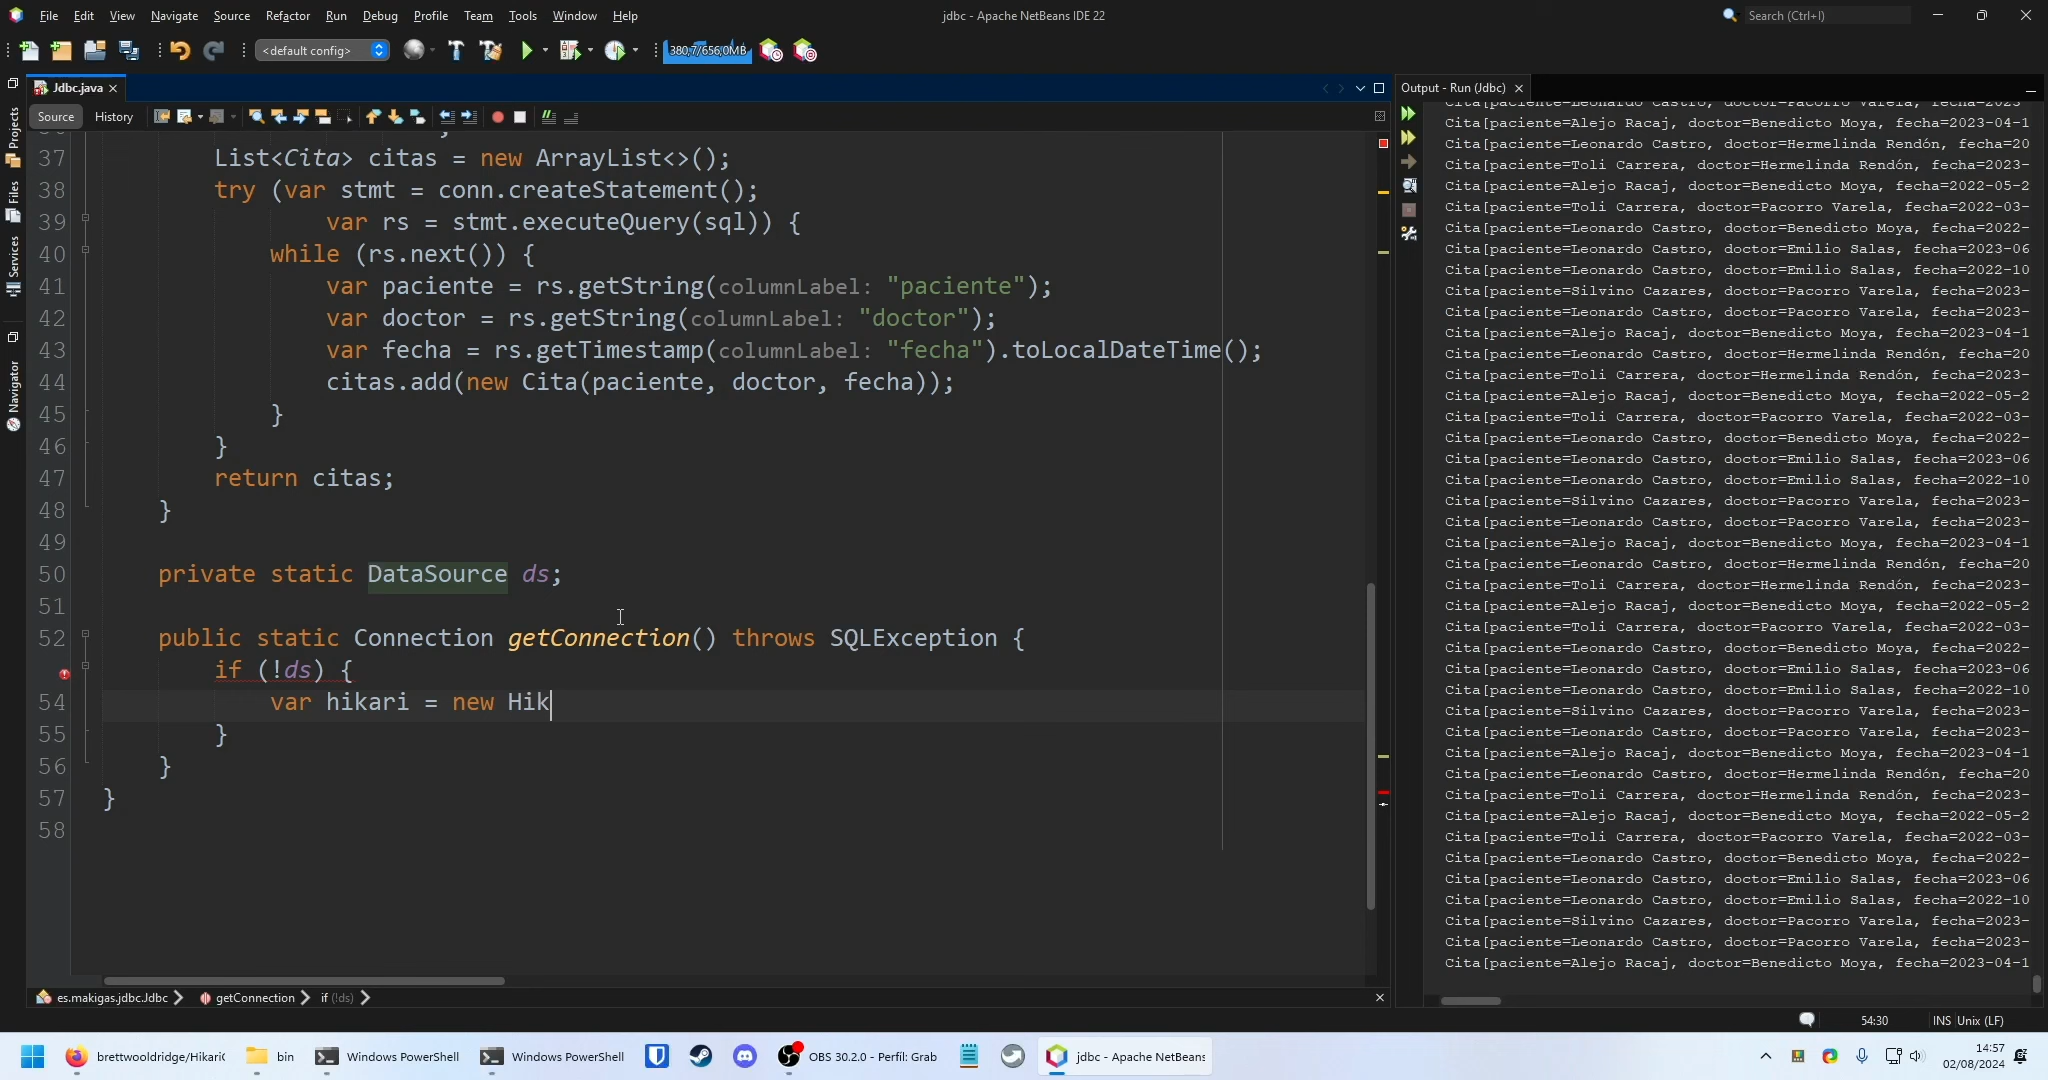 File Edit View Navigate Source Refactor Run Debug Profile Team Tools Window Help
jdbc - Apache NetBeans IDE 22
Search (Ctrl+I)
<default config>
380,7/656,0MB
Jdbc.java
Source History
Projects
Files
Services
Navigator
37 List<Cita> citas = new ArrayList<>();
38 try (var stmt = conn.createStatement();
39 var rs = stmt.executeQuery(sql)) {
40 while (rs.next()) {
41 var paciente = rs.getString(columnLabel: "paciente");
42 var doctor = rs.getString(columnLabel: "doctor");
43 var fecha = rs.getTimestamp(columnLabel: "fecha").toLocalDateTime();
44 citas.add(new Cita(paciente, doctor, fecha));
45 }
46 }
47 return citas;
48 }
49
50 private static DataSource ds;
51
52 public static Connection getConnection() throws SQLException {
if (!ds) {
54 var hikari = new Hik
55 }
56 }
57 }
58
es.makigas.jdbc.Jdbc getConnection if (!ds)
Output - Run (Jdbc)
Cita[paciente=Leonardo Castro, doctor=Pacorro Varela, fecha=2023-
Cita[paciente=Alejo Racaj, doctor=Benedicto Moya, fecha=2023-04-1
Cita[paciente=Leonardo Castro, doctor=Hermelinda Rendón, fecha=20
Cita[paciente=Toli Carrera, doctor=Hermelinda Rendón, fecha=2023-
Cita[paciente=Alejo Racaj, doctor=Benedicto Moya, fecha=2022-05-2
Cita[paciente=Toli Carrera, doctor=Pacorro Varela, fecha=2022-03-
Cita[paciente=Leonardo Castro, doctor=Benedicto Moya, fecha=2022-
Cita[paciente=Leonardo Castro, doctor=Emilio Salas, fecha=2023-06
Cita[paciente=Leonardo Castro, doctor=Emilio Salas, fecha=2022-10
Cita[paciente=Silvino Cazares, doctor=Pacorro Varela, fecha=2023-
Cita[paciente=Leonardo Castro, doctor=Pacorro Varela, fecha=2023-
Cita[paciente=Alejo Racaj, doctor=Benedicto Moya, fecha=2023-04-1
Cita[paciente=Leonardo Castro, doctor=Hermelinda Rendón, fecha=20
Cita[paciente=Toli Carrera, doctor=Hermelinda Rendón, fecha=2023-
Cita[paciente=Alejo Racaj, doctor=Benedicto Moya, fecha=2022-05-2
Cita[paciente=Toli Carrera, doctor=Pacorro Varela, fecha=2022-03-
Cita[paciente=Leonardo Castro, doctor=Benedicto Moya, fecha=2022-
Cita[paciente=Leonardo Castro, doctor=Emilio Salas, fecha=2023-06
Cita[paciente=Leonardo Castro, doctor=Emilio Salas, fecha=2022-10
Cita[paciente=Silvino Cazares, doctor=Pacorro Varela, fecha=2023-
Cita[paciente=Leonardo Castro, doctor=Pacorro Varela, fecha=2023-
Cita[paciente=Alejo Racaj, doctor=Benedicto Moya, fecha=2023-04-1
Cita[paciente=Leonardo Castro, doctor=Hermelinda Rendón, fecha=20
Cita[paciente=Toli Carrera, doctor=Hermelinda Rendón, fecha=2023-
Cita[paciente=Alejo Racaj, doctor=Benedicto Moya, fecha=2022-05-2
Cita[paciente=Toli Carrera, doctor=Pacorro Varela, fecha=2022-03-
Cita[paciente=Leonardo Castro, doctor=Benedicto Moya, fecha=2022-
Cita[paciente=Leonardo Castro, doctor=Emilio Salas, fecha=2023-06
Cita[paciente=Leonardo Castro, doctor=Emilio Salas, fecha=2022-10
Cita[paciente=Silvino Cazares, doctor=Pacorro Varela, fecha=2023-
Cita[paciente=Leonardo Castro, doctor=Pacorro Varela, fecha=2023-
Cita[paciente=Alejo Racaj, doctor=Benedicto Moya, fecha=2023-04-1
Cita[paciente=Leonardo Castro, doctor=Hermelinda Rendón, fecha=20
Cita[paciente=Toli Carrera, doctor=Hermelinda Rendón, fecha=2023-
Cita[paciente=Alejo Racaj, doctor=Benedicto Moya, fecha=2022-05-2
Cita[paciente=Toli Carrera, doctor=Pacorro Varela, fecha=2022-03-
Cita[paciente=Leonardo Castro, doctor=Benedicto Moya, fecha=2022-
Cita[paciente=Leonardo Castro, doctor=Emilio Salas, fecha=2023-06
Cita[paciente=Leonardo Castro, doctor=Emilio Salas, fecha=2022-10
Cita[paciente=Silvino Cazares, doctor=Pacorro Varela, fecha=2023-
Cita[paciente=Leonardo Castro, doctor=Pacorro Varela, fecha=2023-
Cita[paciente=Alejo Racaj, doctor=Benedicto Moya, fecha=2023-04-1
54:30 INS Unix (LF)
brettwooldridge/Hikari
bin
Windows PowerShell
Windows PowerShell
OBS 30.2.0 - Perfil: Grab
jdbc - Apache NetBeans
14:57
02/08/2024